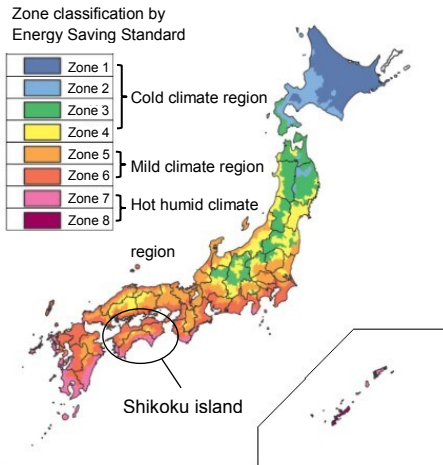 Zone classification by
Energy Saving Standard
Zone 1
Zone 2
Zone 3
Zone 4
Cold climate region
Zone 5
Zone 6
Mild climate region
Zone 7
Zone 8
Hot humid climate
region
Shikoku island